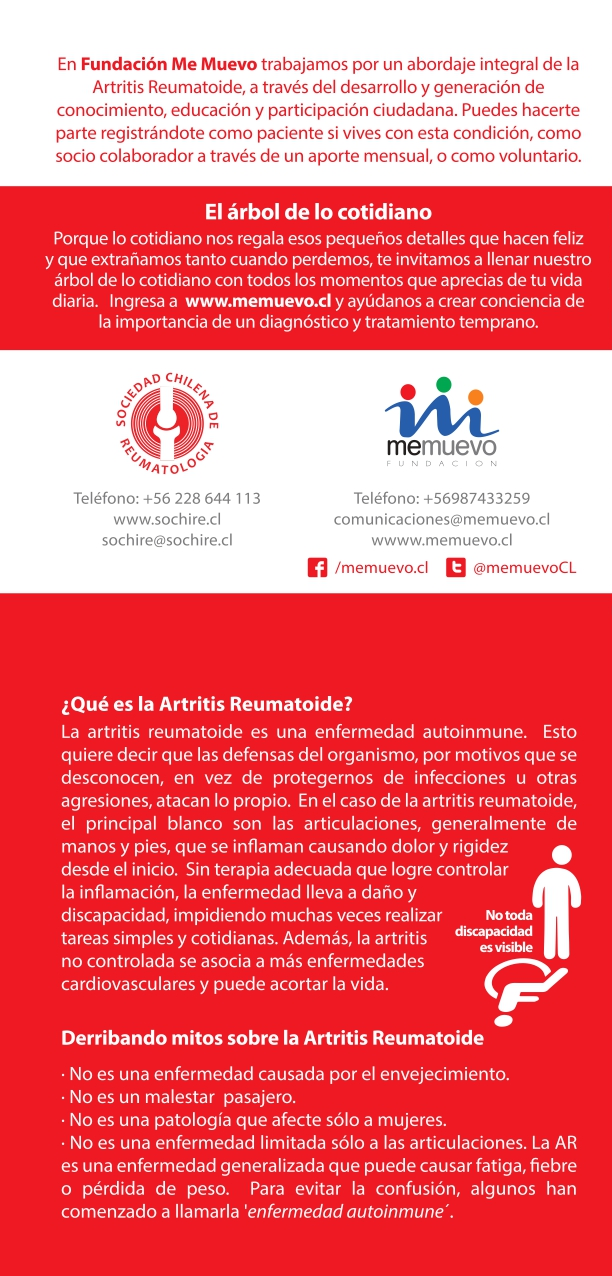 En Fundación Me Muevo trabajamos por un abordaje integral de la
Artritis Reumatoide, a través del desarrollo y generación de
conocimiento, educación y participación ciudadana. Puedes hacerte
parte registrándote como paciente si vives con esta condición, como
socio colaborador a través de un aporte mensual, o como voluntario.
El árbol de lo cotidiano
Porque lo cotidiano nos regala esos pequeños detalles que hacen feliz
y que extrañamos tanto cuando perdemos, te invitamos a llenar nuestro
árbol de lo cotidiano con todos los momentos que aprecias de tu vida
diaria. Ingresa a www.memuevo.cl y ayúdanos a crear conciencia de
la importancia de un diagnóstico y tratamiento temprano.
SOCIEDAD CHILENA DE
REUMATOLOGÍA
Teléfono: +56 228 644 113
www.sochire.cl
sochire@sochire.cl
memuevo
FUNDACION
Teléfono: +56987433259
comunicaciones@memuevo.cl
wwww.memuevo.cl
f /memuevo.cl t @memuevoCL
¿Qué es la Artritis Reumatoide?
La artritis reumatoide es una enfermedad autoinmune. Esto
quiere decir que las defensas del organismo, por motivos que se
desconocen, en vez de protegernos de infecciones u otras
agresiones, atacan lo propio. En el caso de la artritis reumatoide,
el principal blanco son las articulaciones, generalmente de
manos y pies, que se inflaman causando dolor y rigidez
desde el inicio. Sin terapia adecuada que logre controlar
la inflamación, la enfermedad lleva a daño y
discapacidad, impidiendo muchas veces realizar
tareas simples y cotidianas. Además, la artritis
no controlada se asocia a más enfermedades
cardiovasculares y puede acortar la vida.
No toda
discapacidad
es visible
Derribando mitos sobre la Artritis Reumatoide
· No es una enfermedad causada por el envejecimiento.
· No es un malestar pasajero.
· No es una patología que afecte sólo a mujeres.
· No es una enfermedad limitada sólo a las articulaciones. La AR
es una enfermedad generalizada que puede causar fatiga, fiebre
o pérdida de peso. Para evitar la confusión, algunos han
comenzado a llamarla 'enfermedad autoinmune´.